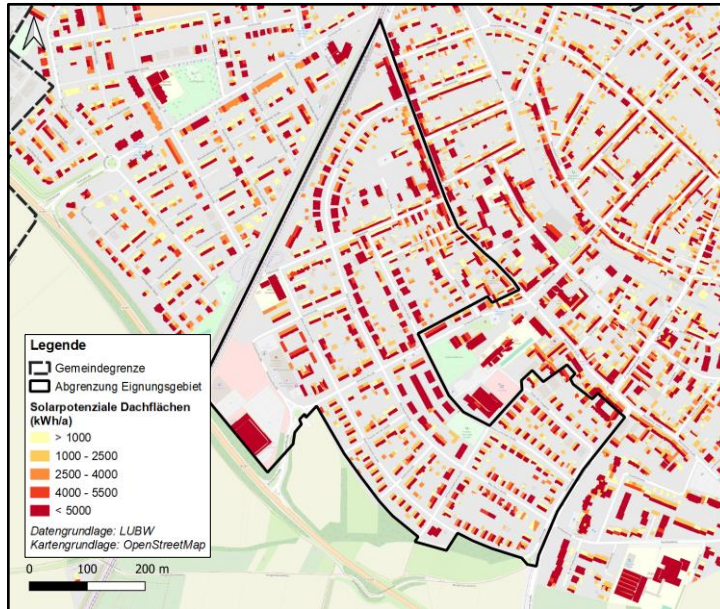 Legende
Gemeindegrenze
Abgrenzung Eignungsgebiet
Solarpotenziale Dachflächen
(kWh/a)
> 1000
1000 - 2500
2500 - 4000
4000 - 5500
< 5000
Datengrundlage: LUBW
Kartengrundlage: OpenStreetMap
0 100 200 m